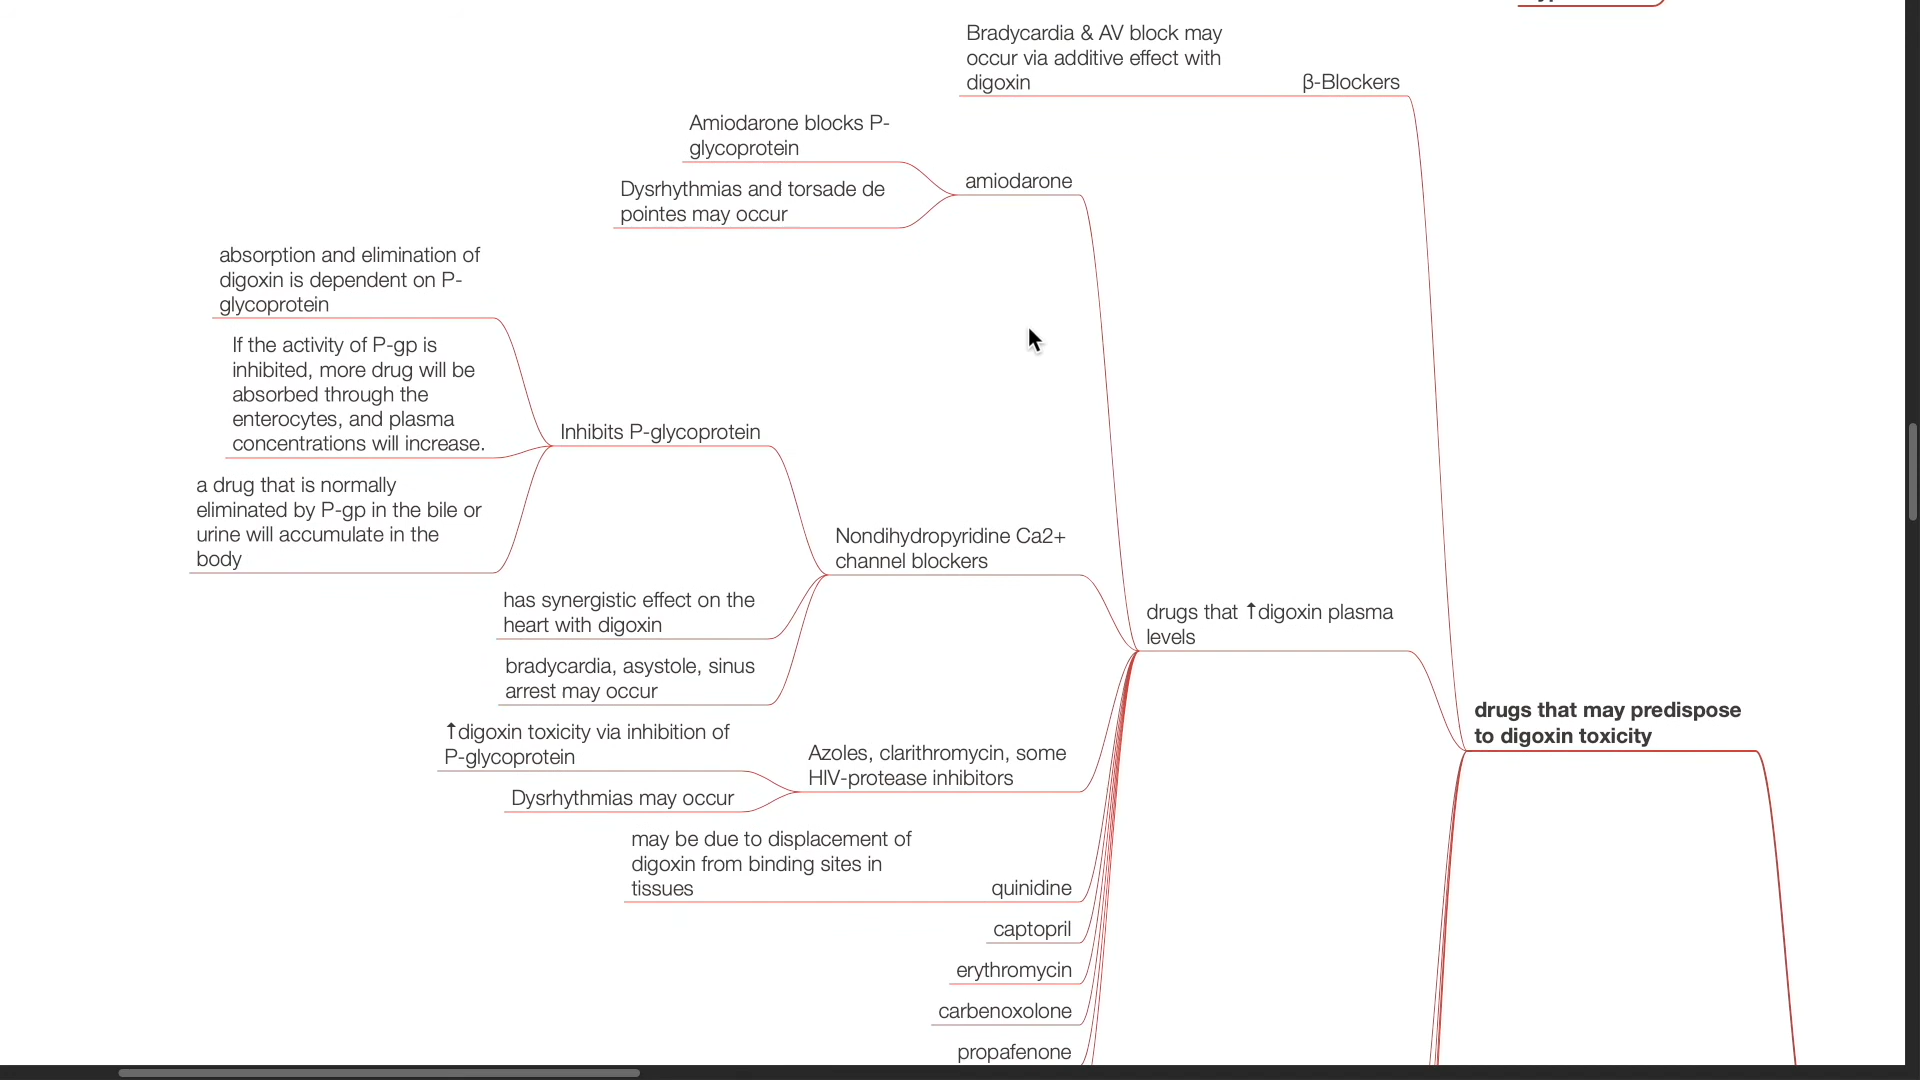 Bradycardia & AV block may
occur via additive effect with
digoxin
β-Blockers
Amiodarone blocks P-
glycoprotein
Dysrhythmias and torsade de
pointes may occur
amiodarone
absorption and elimination of
digoxin is dependent on P-
glycoprotein
If the activity of P-gp is
inhibited, more drug will be
absorbed through the
enterocytes, and plasma
concentrations will increase.
a drug that is normally
eliminated by P-gp in the bile or
urine will accumulate in the
body
Inhibits P-glycoprotein
has synergistic effect on the
heart with digoxin
bradycardia, asystole, sinus
arrest may occur
Nondihydropyridine Ca2+
channel blockers
drugs that ↑digoxin plasma
levels
drugs that may predispose
to digoxin toxicity
↑digoxin toxicity via inhibition of
P-glycoprotein
Dysrhythmias may occur
Azoles, clarithromycin, some
HIV-protease inhibitors
may be due to displacement of
digoxin from binding sites in
tissues
quinidine
captopril
erythromycin
carbenoxolone
propafenone